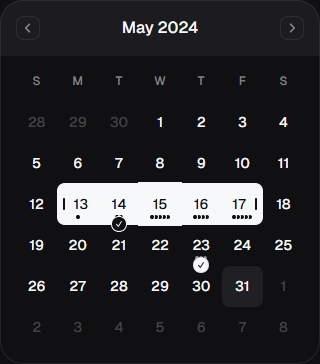 May 2024
S M T W T F S
28 29 30 1 2 3 4
5 6 7 8 9 10 11
12 13 14 15 16 17 18
19 20 21 22 23 24 25
26 27 28 29 30 31 1
2 3 4 5 6 7 8